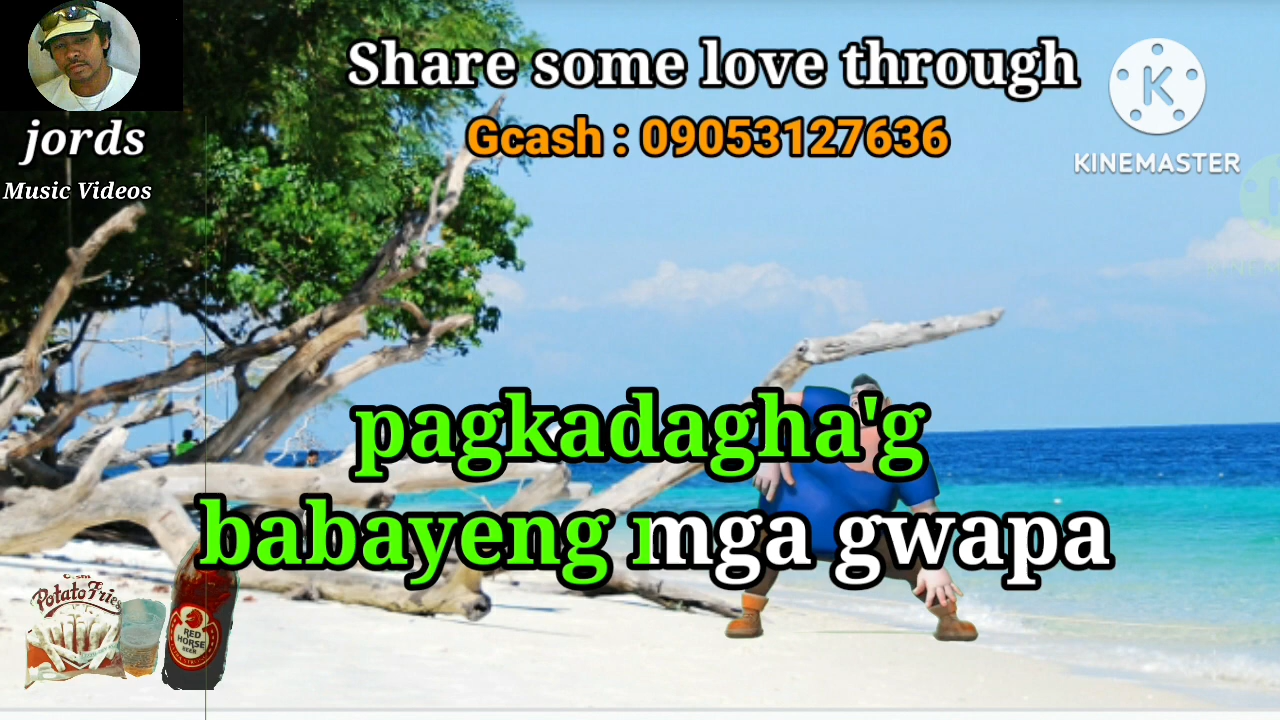 Share some love through
Gcash : 09053127636
KINEMASTER
jords
Music Videos
pagkadagha'g
babayeng mga gwapa
Potato Fries
RED
HORSE
BEER